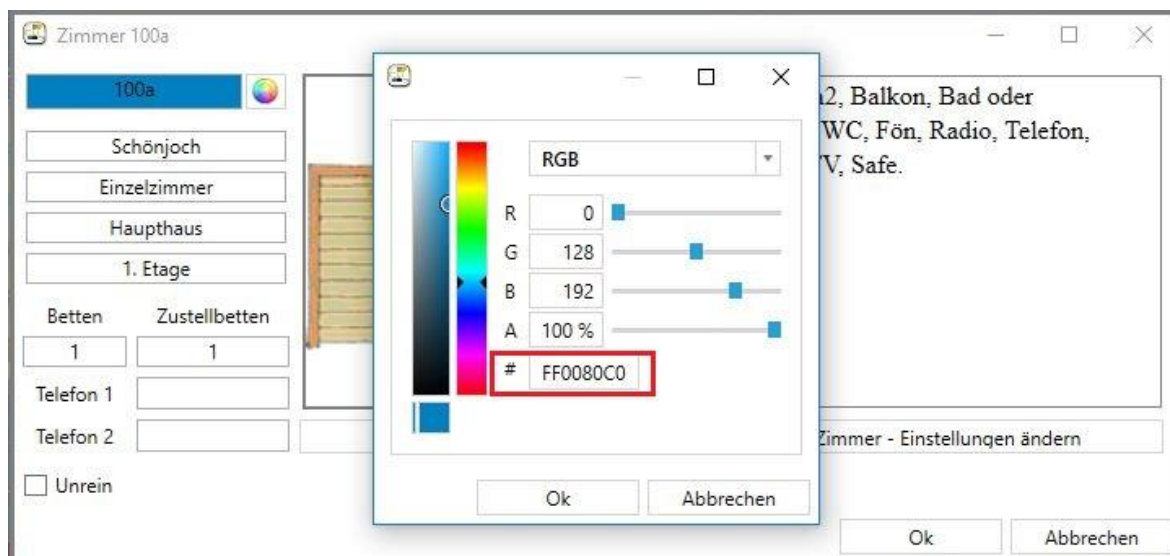 Zimmer 100a
100a
Schönjoch
Einzelzimmer
Haupthaus
1. Etage
Betten Zustellbetten
1 1
Telefon 1
Telefon 2
Unrein
RGB
R 0
G 128
B 192
A 100 %
# FF0080C0
Ok Abbrechen
Balkon, Bad oder
WC, Fön, Radio, Telefon,
Safe.
Zimmer - Einstellungen ändern
Ok Abbrechen